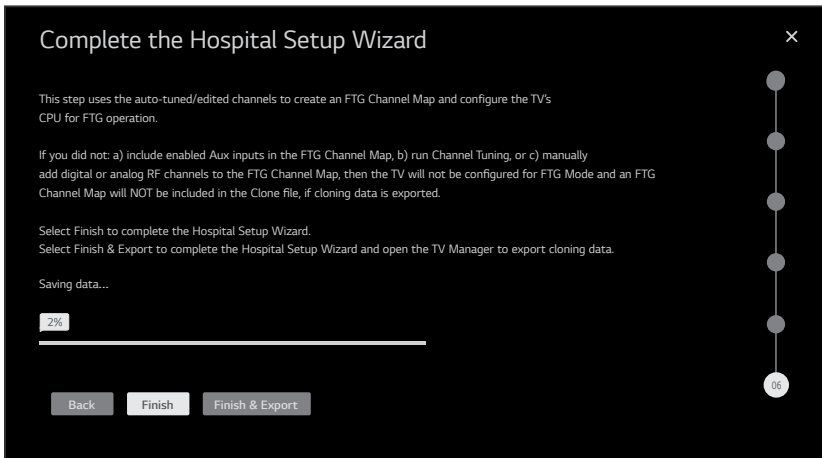 Complete the Hospital Setup Wizard
×
This step uses the auto-tuned/edited channels to create an FTG Channel Map and configure the TV's
CPU for FTG operation.
If you did not: a) include enabled Aux inputs in the FTG Channel Map, b) run Channel Tuning, or c) manually
add digital or analog RF channels to the FTG Channel Map, then the TV will not be configured for FTG Mode and an FTG
Channel Map will NOT be included in the Clone file, if cloning data is exported.
Select Finish to complete the Hospital Setup Wizard.
Select Finish & Export to complete the Hospital Setup Wizard and open the TV Manager to export cloning data.
Saving data...
2%
06
Back Finish Finish & Export